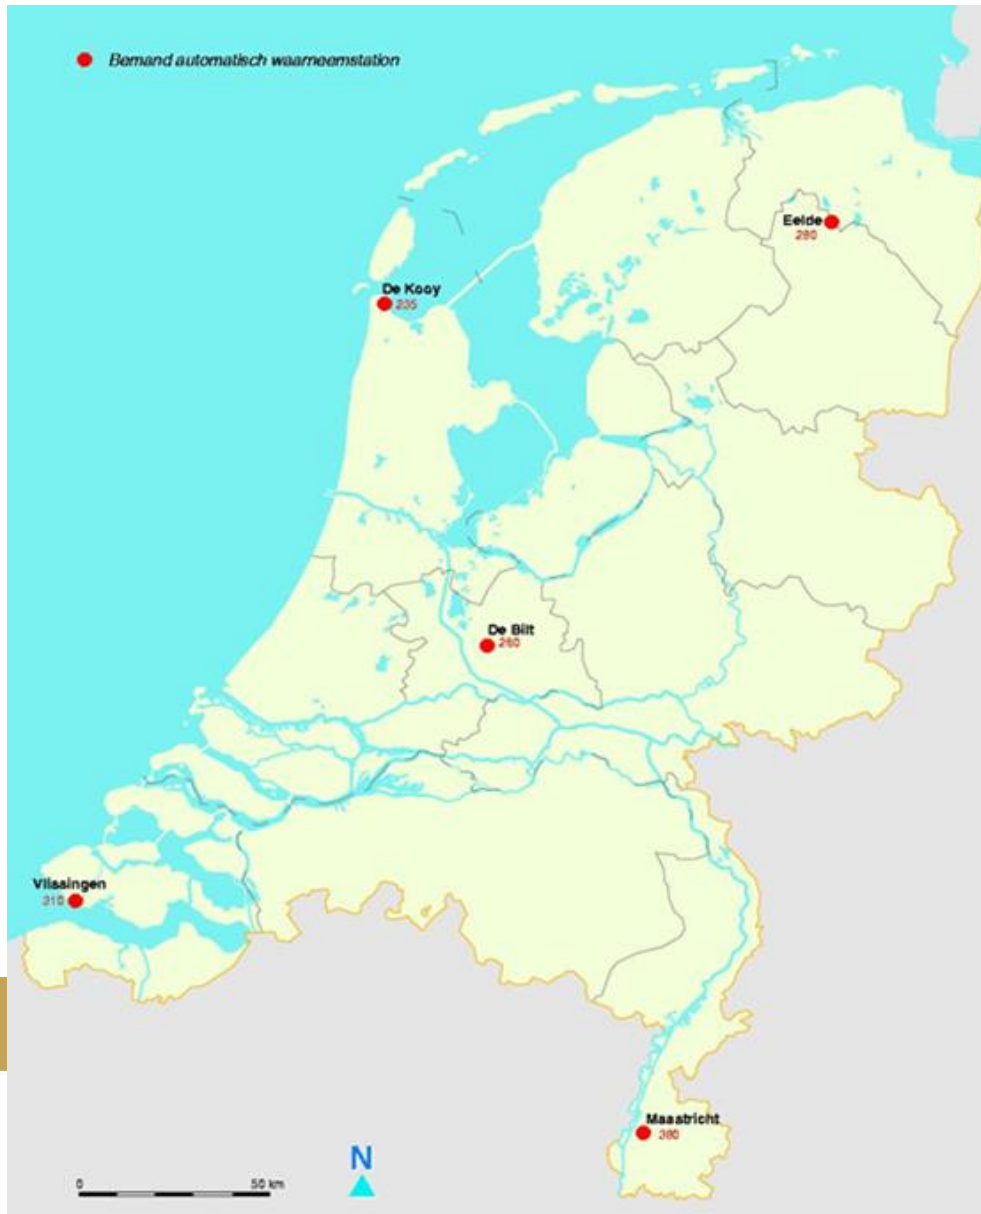 Bemand automatisch waarneemstation
Eelde
280
De Kooy
235
De Bilt
260
Vlissingen
310
Maastricht
380
N
0 50 km